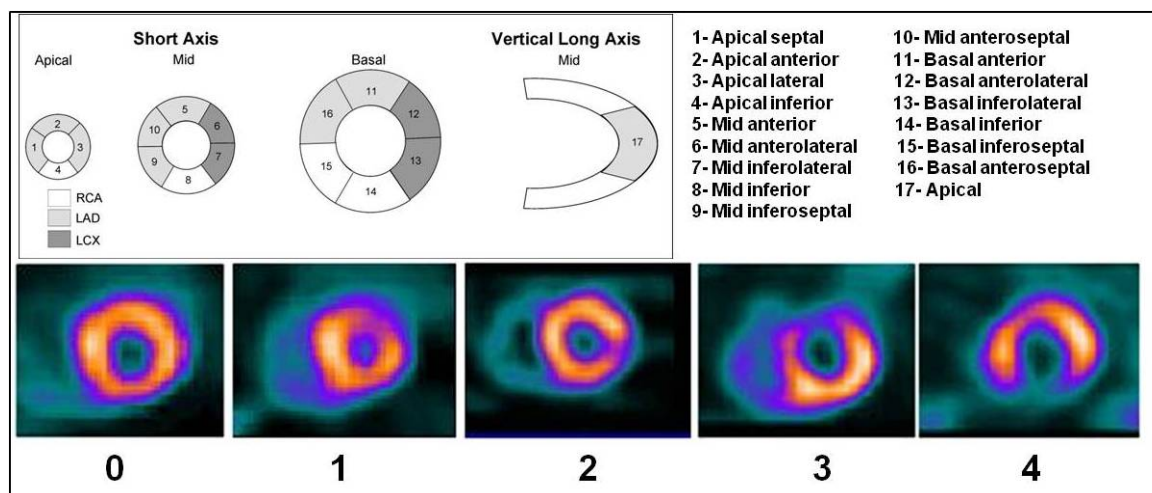 Short Axis
Vertical Long Axis
Apical
Mid
Basal
Mid
2
1
3
4
5
10
6
9
7
8
11
16
12
15
13
14
17
RCA
LAD
LCX
1- Apical septal
2- Apical anterior
3- Apical lateral
4- Apical inferior
5- Mid anterior
6- Mid anterolateral
7- Mid inferolateral
8- Mid inferior
9- Mid inferoseptal
10- Mid anteroseptal
11- Basal anterior
12- Basal anterolateral
13- Basal inferolateral
14- Basal inferior
15- Basal inferoseptal
16- Basal anteroseptal
17- Apical
0
1
2
3
4